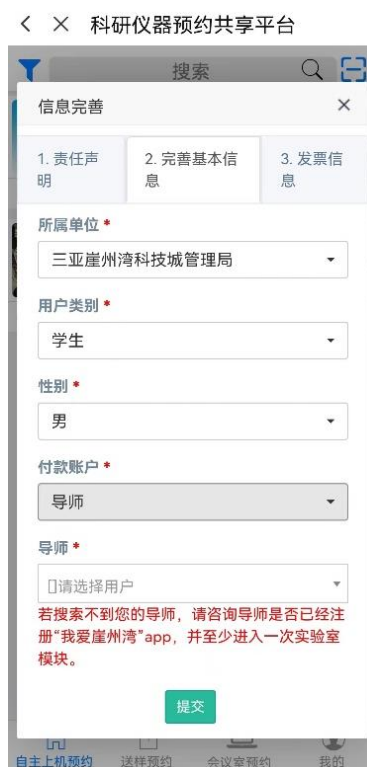 科研仪器预约共享平台
搜索
信息完善
1. 责任声
明
2. 完善基本信
息
3. 发票信
息
所属单位 *
三亚崖州湾科技城管理局
用户类别 *
学生
性别 *
男
付款账户 *
导师
导师 *
[]请选择用户
若搜索不到您的导师，请咨询导师是否已经注
册“我爱崖州湾”app，并至少进入一次实验室
模块。
提交
自主上机预约
送样预约
会议室预约
我的